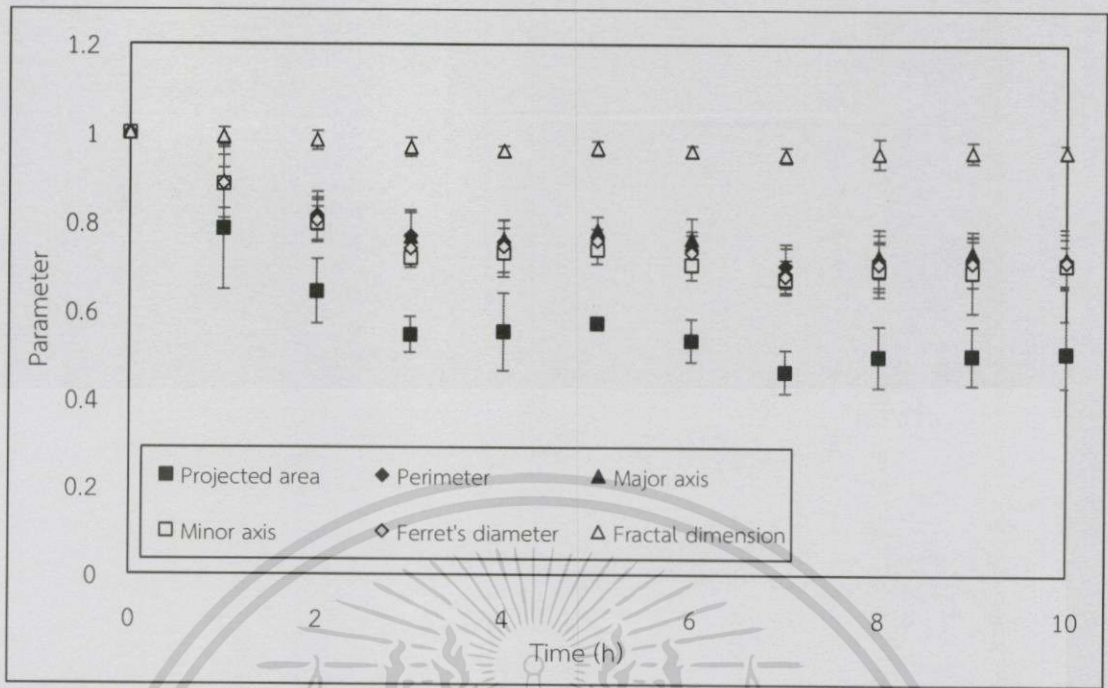 1.2
1
0.8
0.6
0.4
0.2
0
Parameter
Projected area Perimeter Major axis
Minor axis Ferret's diameter Fractal dimension
0 2 4 6 8 10
Time (h)